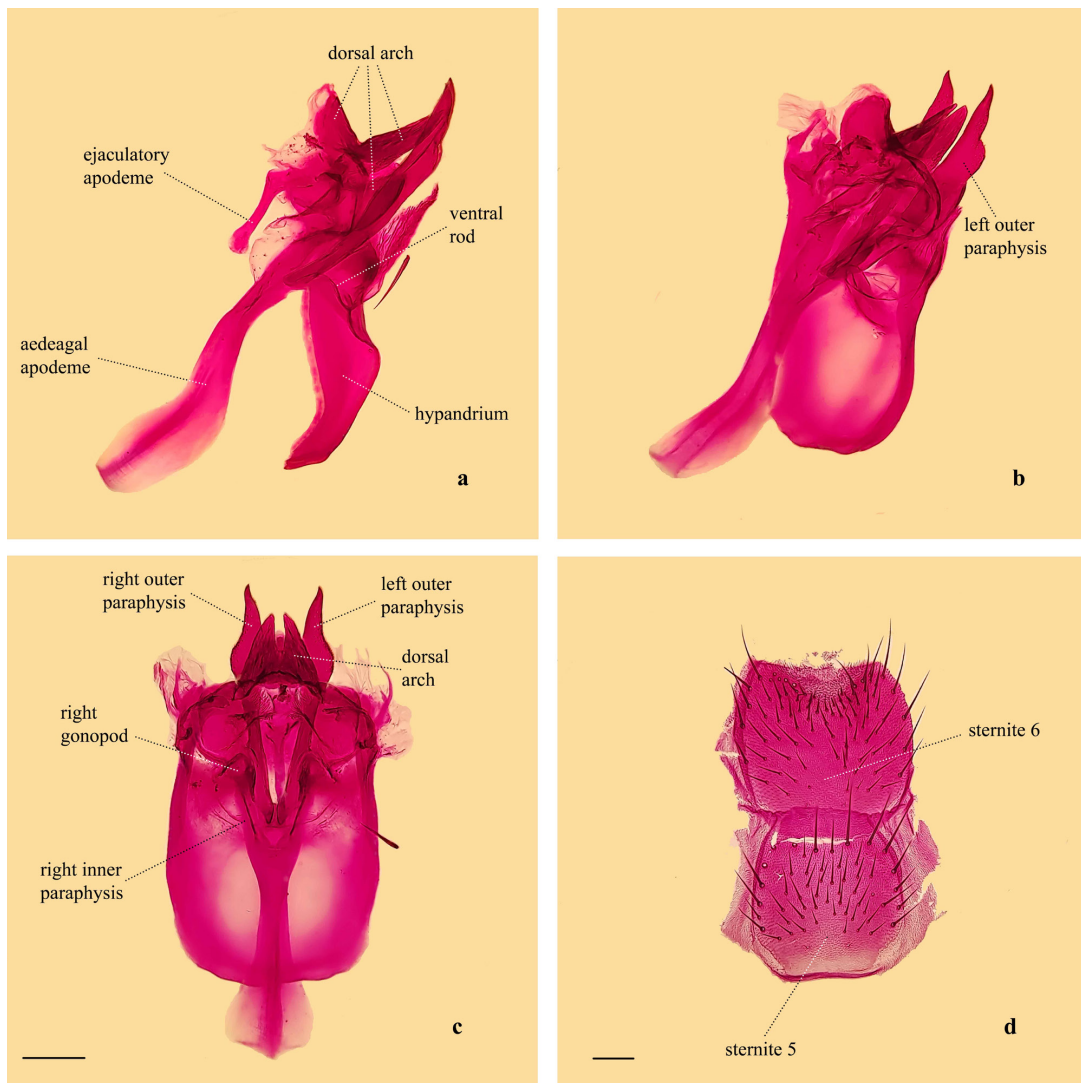 dorsal arch
ejaculatory
apodeme
ventral
rod
aedeagal
apodeme
hypandrium
a
left outer
paraphysis
b
right outer
paraphysis
left outer
paraphysis
dorsal
arch
right
gonopod
right inner
paraphysis
c
sternite 6
sternite 5
d